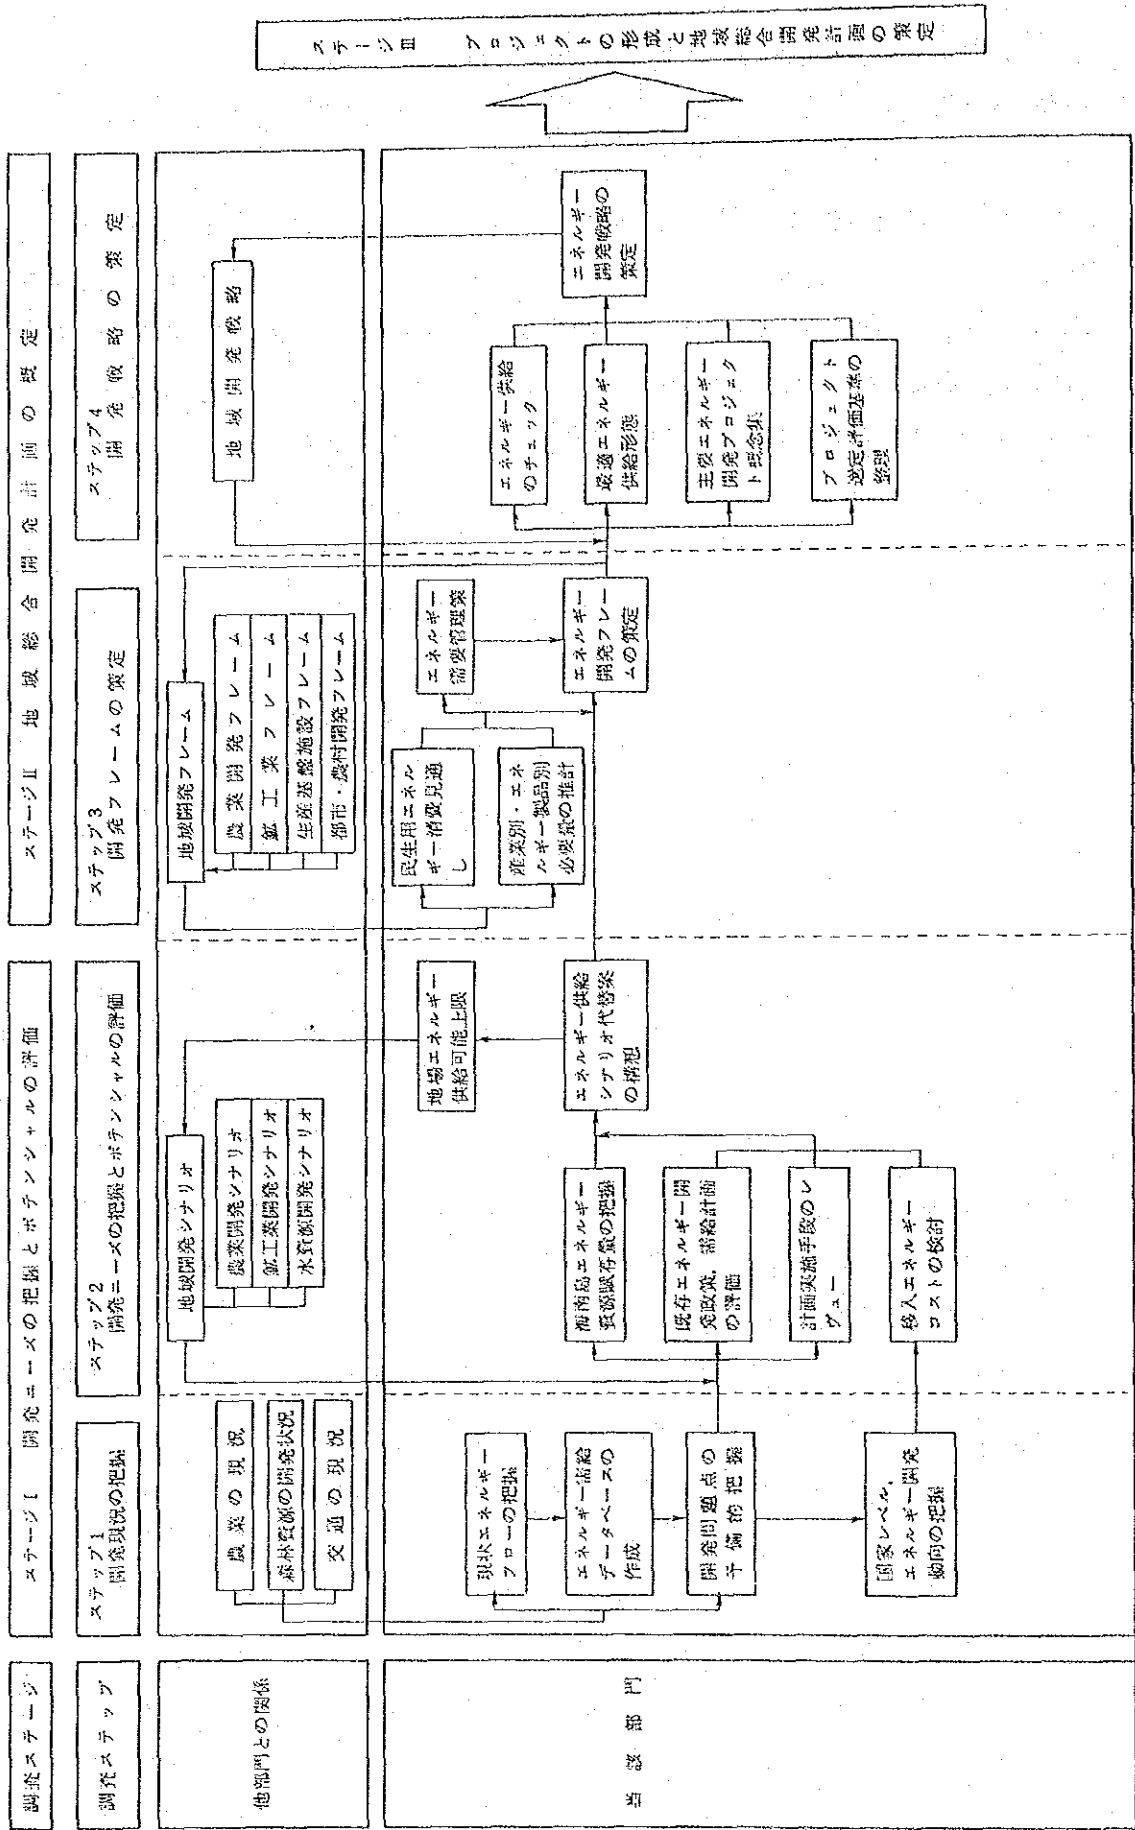 調査ステージ
ステージⅠ 開発ニーズの把握とポテンシャルの評価
ステージⅡ 地域総合開発計画の概定
調査ステップ
ステップ1
開発現況の把握
ステップ2
開発ニーズの把握とポテンシャルの評価
ステップ3
開発フレームの策定
ステップ4
開発戦略の策定
他部門との関係
農業の現況
森林資源の開発状況
交通の現況
地域開発シナリオ
農業開発シナリオ
鉱工業開発シナリオ
水資源開発シナリオ
地域開発フレーム
農業開発フレーム
鉱工業フレーム
生産基盤施設フレーム
都市・農村開発フレーム
地域開発戦略
当該部門
現状エネルギー
フローの把握
エネルギー需給
データベースの
作成
開発問題点の
予備的把握
国家レベル、
エネルギー開発
動向の把握
海南島エネルギー
資源賦存量の把握
既存エネルギー開
発政策、需給計画
の評価
計画実施手段のレ
ヴュー
移入エネルギー
コストの検討
地場エネルギー
供給可能上限
エネルギー供給
シナリオ代替案
の構想
民生用エネル
ギー消費見通
し
産業別・エネ
ルギー製品別
必要量の推計
エネルギー
需要管理策
エネルギー
開発フレー
ムの策定
エネルギー供給
のチェック
最適エネルギー
供給形態
主要エネルギー
開発プロジェク
ト概念集
プロジェクト
選定評価基準の
整理
エネルギー
開発戦略の
策定
ステージⅢ プロジェクトの形成と地域総合開発計画の策定